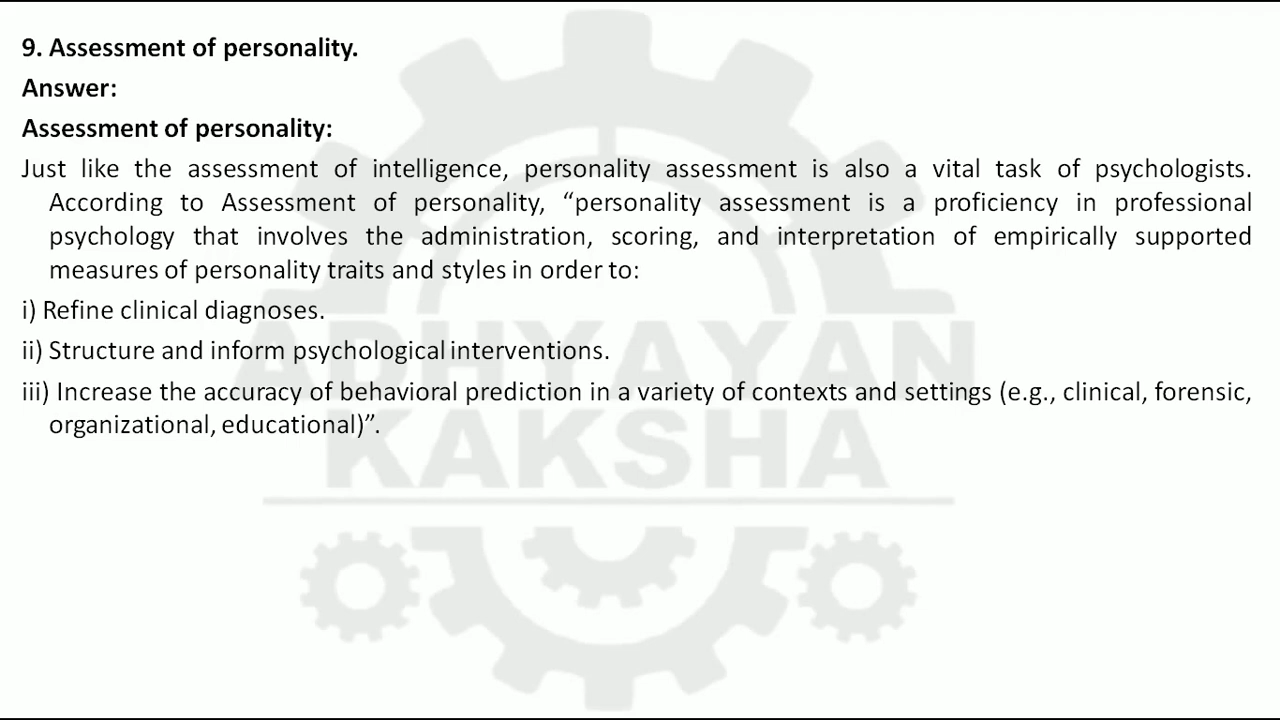 9. Assessment of personality.
Answer:
Assessment of personality:
Just like the assessment of intelligence, personality assessment is also a vital task of psychologists.
According to Assessment of personality, “personality assessment is a proficiency in professional
psychology that involves the administration, scoring, and interpretation of empirically supported
measures of personality traits and styles in order to:
i) Refine clinical diagnoses.
ii) Structure and inform psychological interventions.
iii) Increase the accuracy of behavioral prediction in a variety of contexts and settings (e.g., clinical, forensic,
organizational, educational)”.
ADHYAYAN
KAKSHA